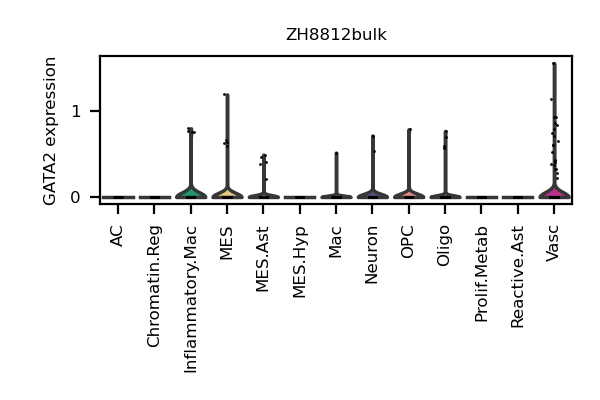 ZH8812bulk
GATA2 expression
1
0
AC
Chromatin.Reg
Inflammatory.Mac
MES
MES.Ast
MES.Hyp
Mac
Neuron
OPC
Oligo
Prolif.Metab
Reactive.Ast
Vasc